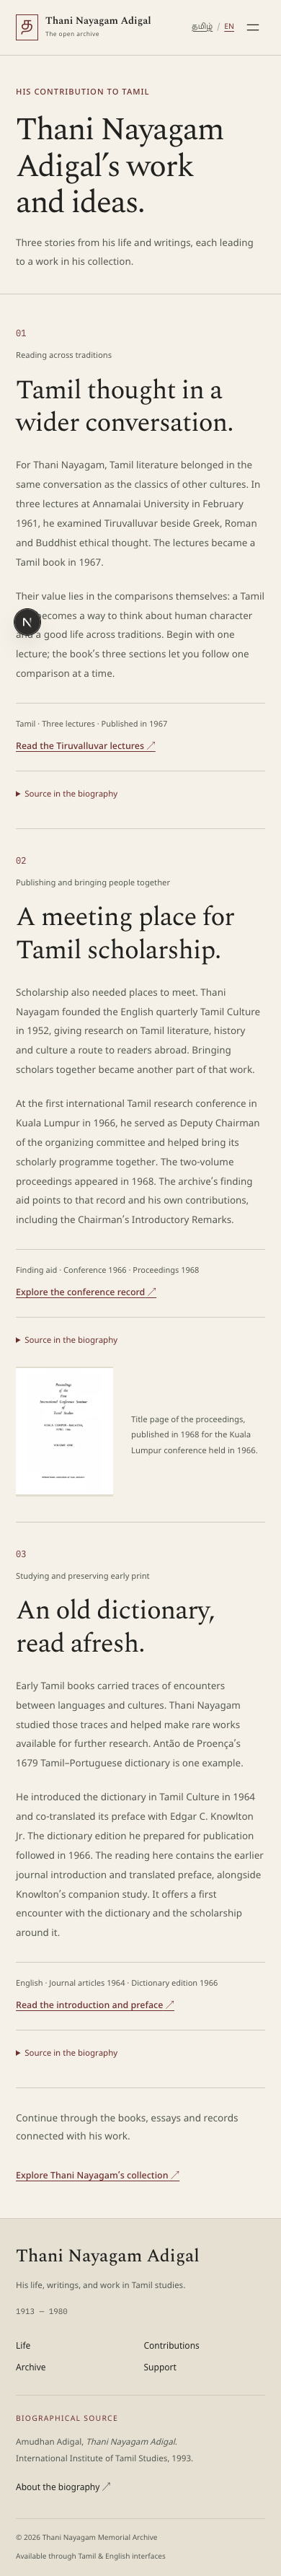 த
Thani Nayagam Adigal
The open archive
தமிழ் / EN
HIS CONTRIBUTION TO TAMIL
Thani Nayagam
Adigal’s work
and ideas.
Three stories from his life and writings, each leading
to a work in his collection.
01
Reading across traditions
Tamil thought in a
wider conversation.
For Thani Nayagam, Tamil literature belonged in the
same conversation as the classics of other cultures. In
three lectures at Annamalai University in February
1961, he examined Tiruvalluvar beside Greek, Roman
and Buddhist ethical thought. The lectures became a
Tamil book in 1967.
Their value lies in the comparisons themselves: a Tamil
becomes a way to think about human character
and a good life across traditions. Begin with one
lecture; the book’s three sections let you follow one
comparison at a time.
N
Tamil · Three lectures · Published in 1967
Read the Tiruvalluvar lectures ↗
▶ Source in the biography
02
Publishing and bringing people together
A meeting place for
Tamil scholarship.
Scholarship also needed places to meet. Thani
Nayagam founded the English quarterly Tamil Culture
in 1952, giving research on Tamil literature, history
and culture a route to readers abroad. Bringing
scholars together became another part of that work.
At the first international Tamil research conference in
Kuala Lumpur in 1966, he served as Deputy Chairman
of the organizing committee and helped bring its
scholarly programme together. The two-volume
proceedings appeared in 1968. The archive’s finding
aid points to that record and his own contributions,
including the Chairman’s Introductory Remarks.
Finding aid · Conference 1966 · Proceedings 1968
Explore the conference record ↗
▶ Source in the biography
Proceedings
of the
First
International Conference Seminar
of
Tamil Studies
Title page of the proceedings,
published in 1968 for the Kuala
Lumpur conference held in 1966.
03
Studying and preserving early print
An old dictionary,
read afresh.
Early Tamil books carried traces of encounters
between languages and cultures. Thani Nayagam
studied those traces and helped make rare works
available for further research. Antão de Proença’s
1679 Tamil–Portuguese dictionary is one example.
He introduced the dictionary in Tamil Culture in 1964
and co-translated its preface with Edgar C. Knowlton
Jr. The dictionary edition he prepared for publication
followed in 1966. The reading here contains the earlier
journal introduction and translated preface, alongside
Knowlton’s companion study. It offers a first
encounter with the dictionary and the scholarship
around it.
English · Journal articles 1964 · Dictionary edition 1966
Read the introduction and preface ↗
▶ Source in the biography
Continue through the books, essays and records
connected with his work.
Explore Thani Nayagam’s collection ↗
Thani Nayagam Adigal
His life, writings, and work in Tamil studies.
1913 — 1980
Life
Contributions
Archive
Support
BIOGRAPHICAL SOURCE
Amudhan Adigal, Thani Nayagam Adigal.
International Institute of Tamil Studies, 1993.
About the biography ↗
© 2026 Thani Nayagam Memorial Archive
Available through Tamil & English interfaces